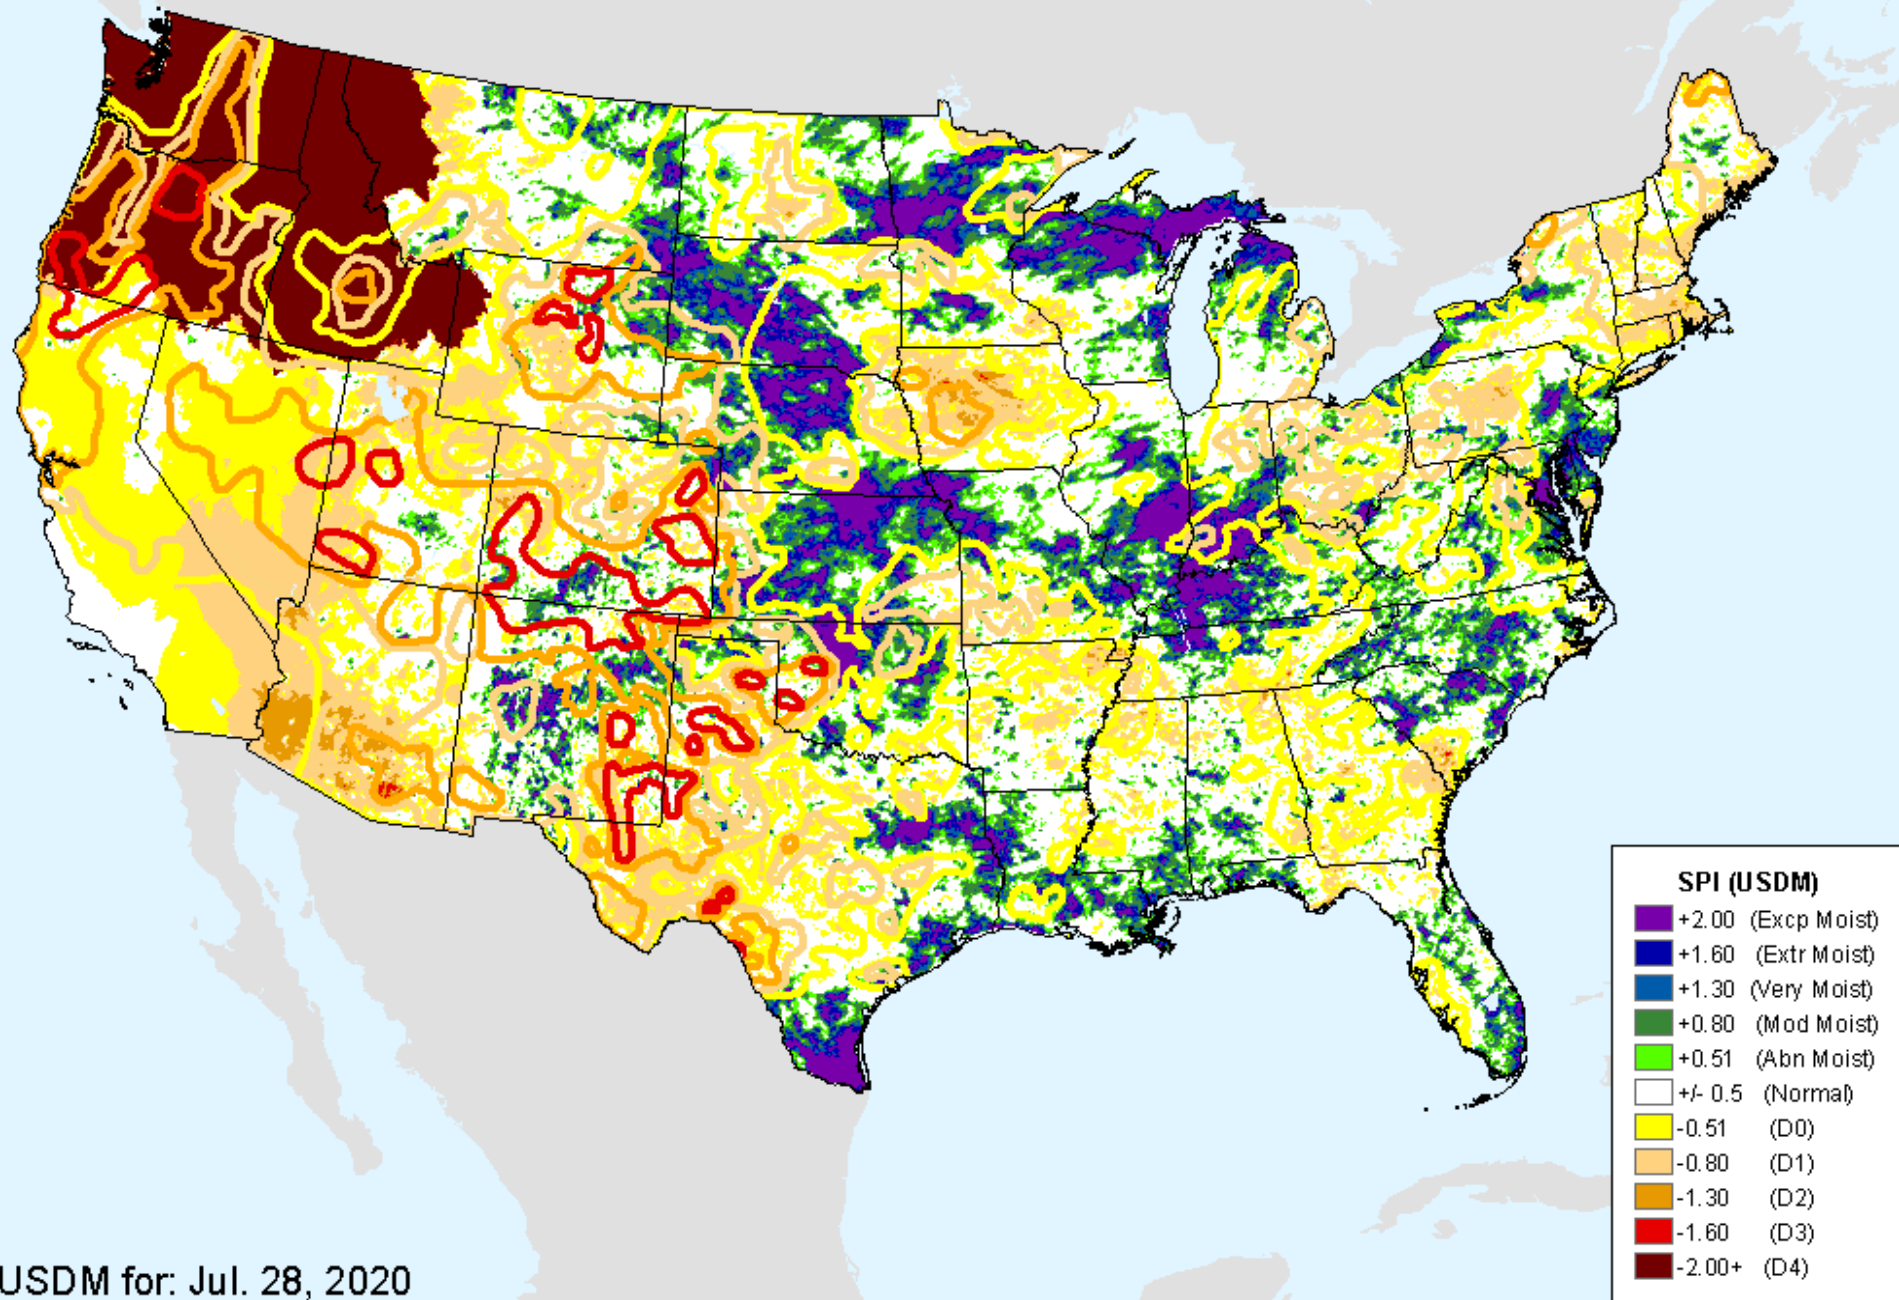 SPI (USDM)
+2.00 (Excp Moist)
+1.60 (Extr Moist)
+1.30 (Very Moist)
+0.80 (Mod Moist)
+0.51 (Abn Moist)
+/- 0.5 (Normal)
-0.51 (D0)
-0.80 (D1)
-1.30 (D2)
-1.60 (D3)
-2.00+ (D4)
USDM for: Jul. 28, 2020